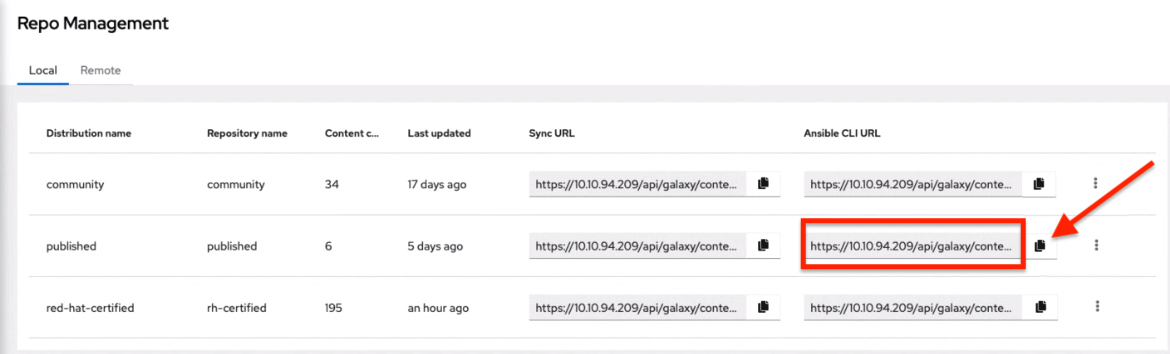 Repo Management
Local Remote
Distribution name Repository name Content c... Last updated Sync URL Ansible CLI URL
community community 34 17 days ago https://10.10.94.209/api/galaxy/conte... https://10.10.94.209/api/galaxy/conte...
published published 6 5 days ago https://10.10.94.209/api/galaxy/conte... https://10.10.94.209/api/galaxy/conte...
red-hat-certified rh-certified 195 an hour ago https://10.10.94.209/api/galaxy/conte... https://10.10.94.209/api/galaxy/conte...